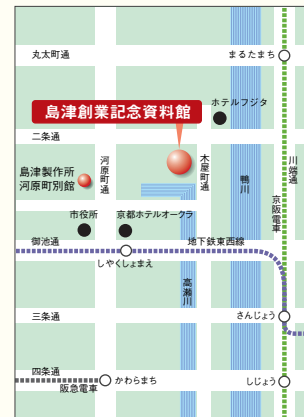 丸太町通
まるたまち
ホテルフジタ
島津創業記念資料館
二条通
島津製作所
河原町別館
河原町通
木屋町通
鴨川
川端通
京阪電車
市役所
京都ホテルオークラ
御池通
地下鉄東西線
しやくしょまえ
高瀬川
三条通
さんじょう
四条通
阪急電車
かわらまち
しじょう